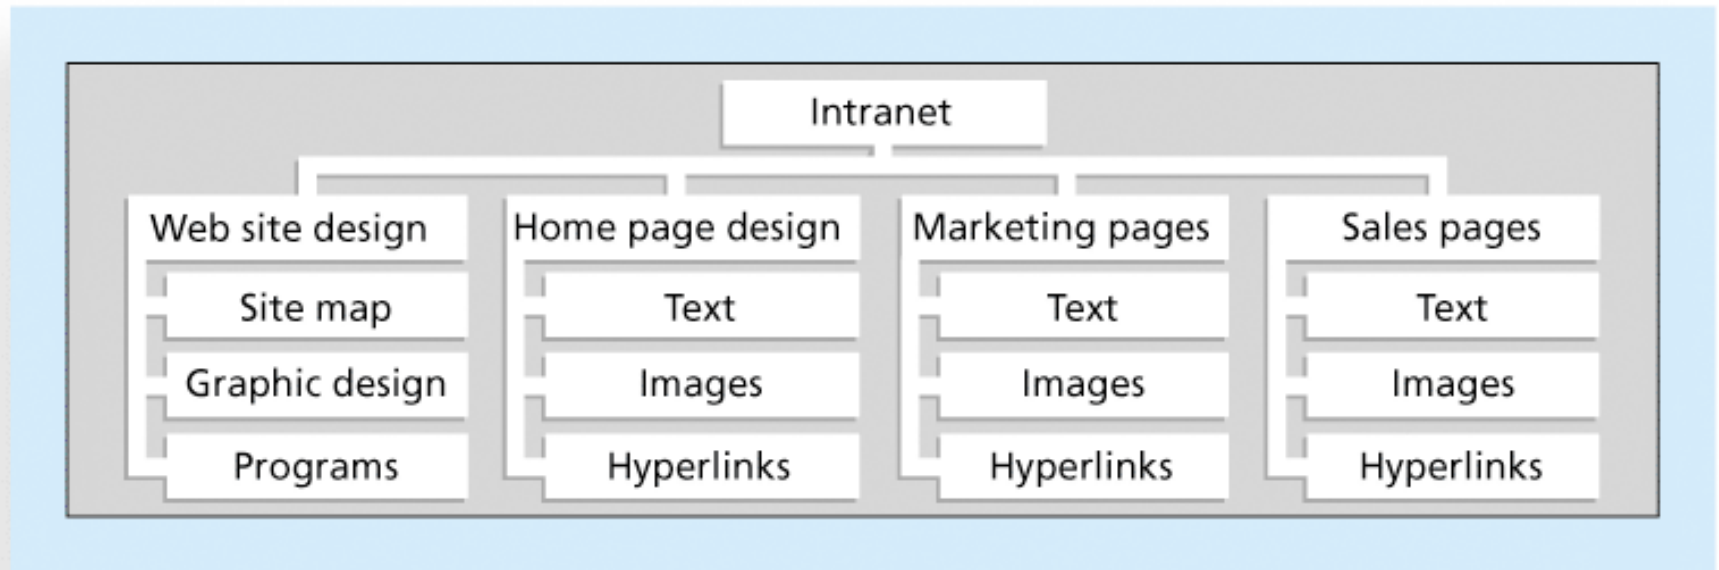 Intranet
Web site design
Site map
Graphic design
Programs
Home page design
Text
Images
Hyperlinks
Marketing pages
Text
Images
Hyperlinks
Sales pages
Text
Images
Hyperlinks